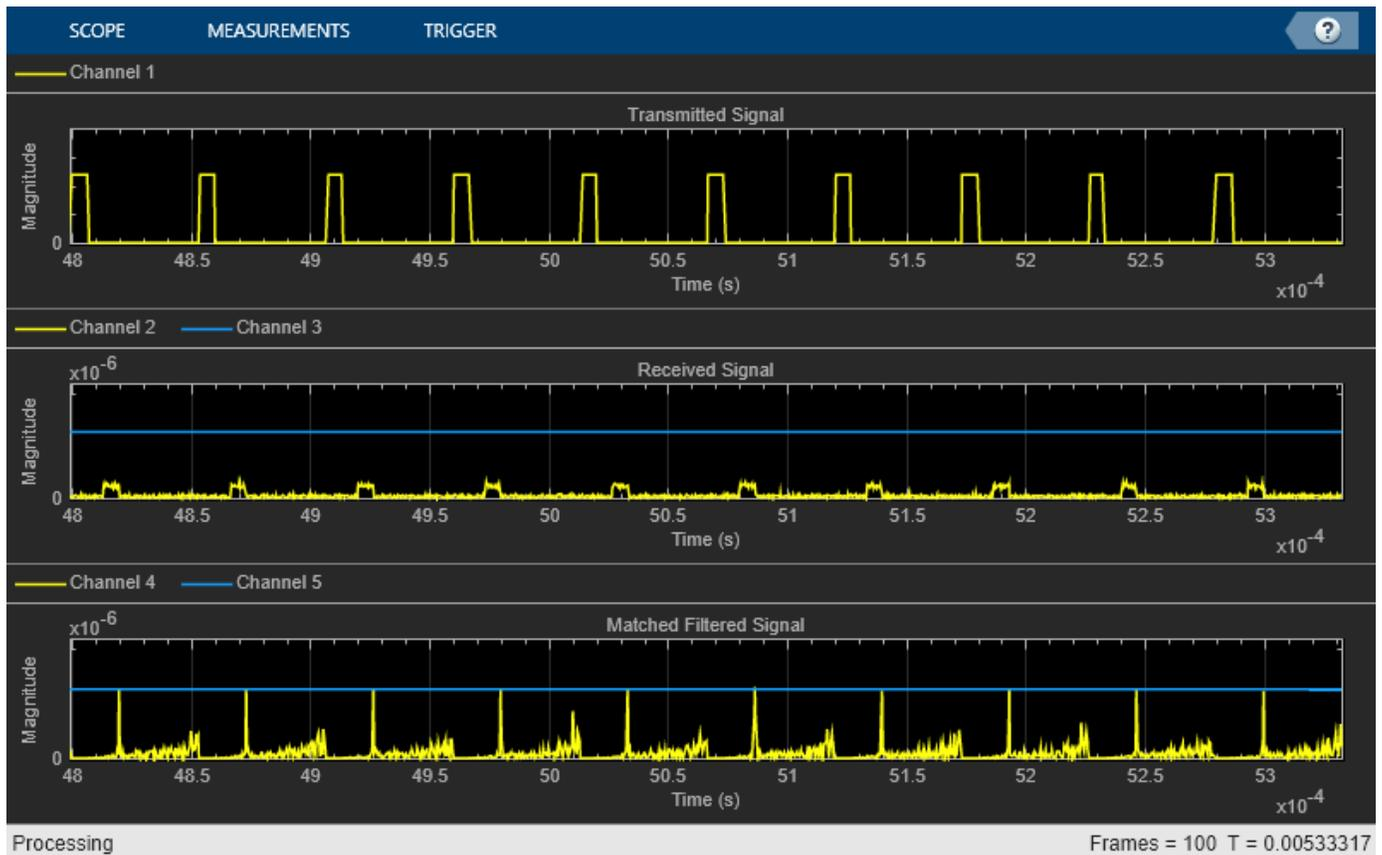 SCOPE MEASUREMENTS TRIGGER ?
Channel 1
Transmitted Signal
Magnitude
0
48 48.5 49 49.5 50 50.5 51 51.5 52 52.5 53
Time (s)
x10-4
Channel 2 Channel 3
x10-6
Received Signal
Magnitude
0
48 48.5 49 49.5 50 50.5 51 51.5 52 52.5 53
Time (s)
x10-4
Channel 4 Channel 5
x10-6
Matched Filtered Signal
Magnitude
0
48 48.5 49 49.5 50 50.5 51 51.5 52 52.5 53
Time (s)
x10-4
Processing Frames = 100 T = 0.00533317